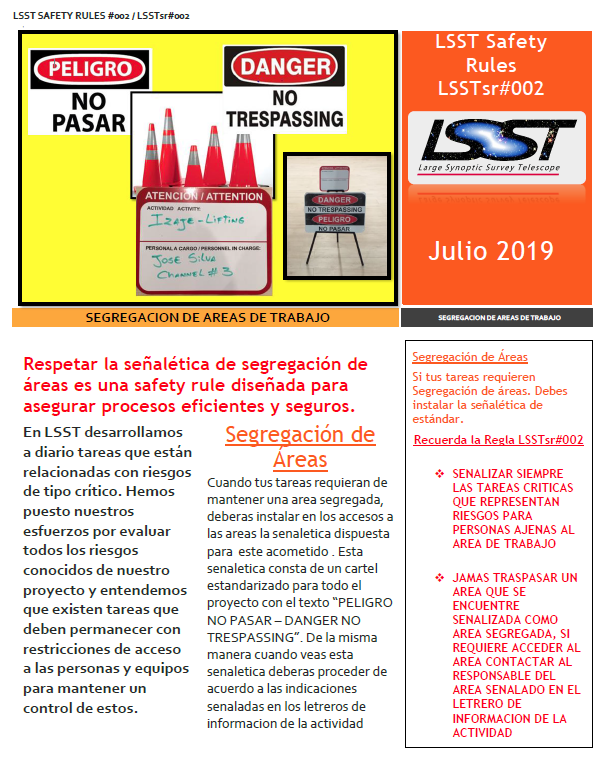 LSST SAFETY RULES #002 / LSSTsr#002
PELIGRO
NO
PASAR
DANGER
NO
TRESPASSING
ATENCION / ATTENTION
ACTIVIDAD ACTIVITY:
IZAJE-LIFTING
PERSONAL A CARGO / PERSONNEL IN CHARGE:
JOSE SILVA
CHANNEL #3
DANGER
NO TRESPASSING
PELIGRO
NO PASAR
SEGREGACION DE AREAS DE TRABAJO
LSST Safety
Rules
LSSTsr#002
LSST
Large Synoptic Survey Telescope
Julio 2019
SEGREGACION DE AREAS DE TRABAJO
Respetar la señalética de segregación de
áreas es una safety rule diseñada para
asegurar procesos eficientes y seguros.
En LSST desarrollamos
a diario tareas que están
relacionadas con riesgos
de tipo crítico. Hemos
puesto nuestros
esfuerzos por evaluar
todos los riesgos
conocidos de nuestro
proyecto y entendemos
que existen tareas que
deben permanecer con
restricciones de acceso
a las personas y equipos
para mantener un
control de estos.
Segregación de
Áreas
Cuando tus tareas requieran de
mantener una area segregada,
deberas instalar en los accesos a
las areas la senaletica dispuesta
para este acometido . Esta
senaletica consta de un cartel
estandarizado para todo el
proyecto con el texto “PELIGRO
NO PASAR – DANGER NO
TRESPASSING”. De la misma
manera cuando veas esta
senaletica deberas proceder de
acuerdo a las indicaciones
senaladas en los letreros de
informacion de la actividad
Segregación de Áreas
Si tus tareas requieren
Segregación de áreas. Debes
instalar la señalética de
estándar.
Recuerda la Regla LSSTsr#002
❖ SENALIZAR SIEMPRE
LAS TAREAS CRITICAS
QUE REPRESENTAN
RIESGOS PARA
PERSONAS AJENAS AL
AREA DE TRABAJO
❖ JAMAS TRASPASAR UN
AREA QUE SE
ENCUENTRE
SENALIZADA COMO
AREA SEGREGADA, SI
REQUIERE ACCEDER AL
AREA CONTACTAR AL
RESPONSABLE DEL
AREA SENALADO EN EL
LETRERO DE
INFORMACION DE LA
ACTIVIDAD